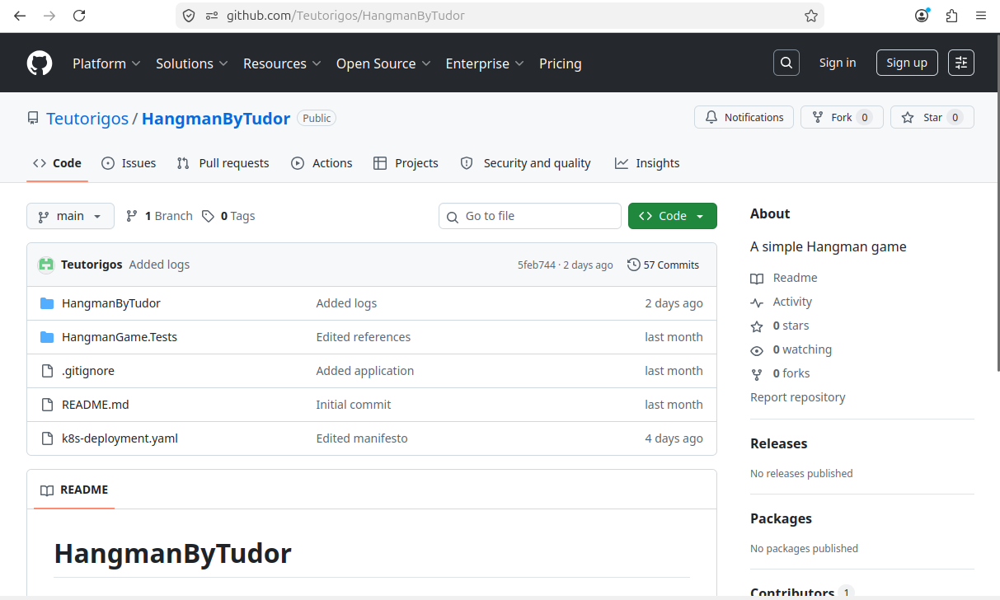 github.com/Teutorigos/HangmanByTudor
Platform Solutions Resources Open Source Enterprise Pricing Sign in Sign up
Teutorigos / HangmanByTudor Public Notifications Fork 0 Star 0
Code Issues Pull requests Actions Projects Security and quality Insights
main 1 Branch 0 Tags Go to file Code
Teutorigos Added logs 5feb744 · 2 days ago 57 Commits
HangmanByTudor Added logs 2 days ago
HangmanGame.Tests Edited references last month
.gitignore Added application last month
README.md Initial commit last month
k8s-deployment.yaml Edited manifesto 4 days ago
README
HangmanByTudor
About
A simple Hangman game
Readme
Activity
0 stars
0 watching
0 forks
Report repository
Releases
No releases published
Packages
No packages published
Contributors 1